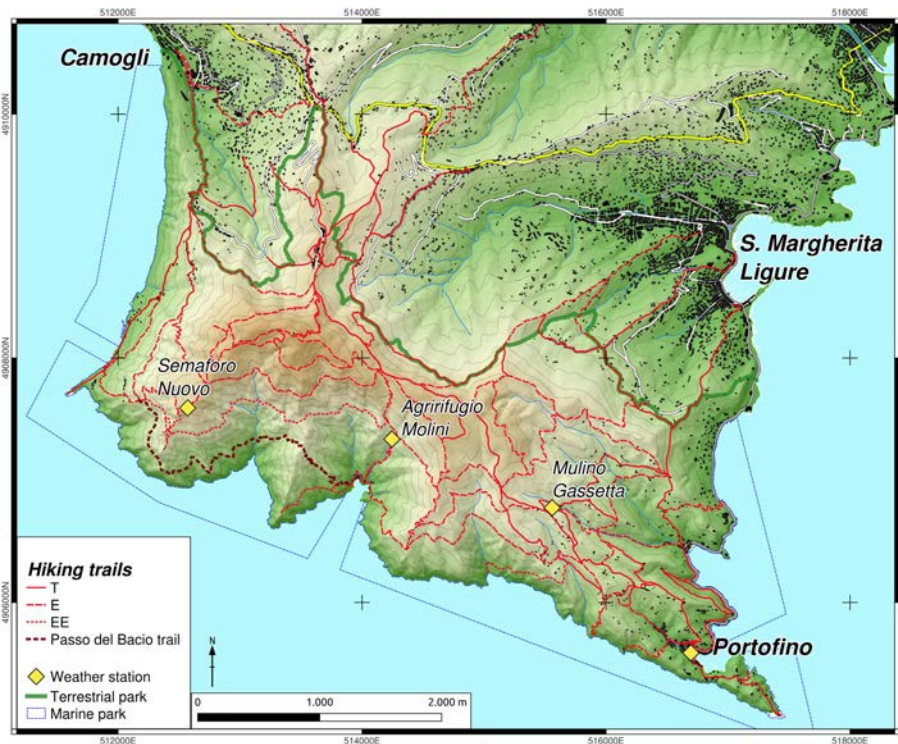 512000E
514000E
516000E
518000E
4910000N
4908000N
4906000N
Camogli
S. Margherita
Ligure
Semaforo
Nuovo
Agririfugio
Molini
Mulino
Gassetta
Portofino
Hiking trails
T
E
EE
Passo del Bacio trail
Weather station
Terrestrial park
Marine park
N
0
1.000
2.000 m
512000E
514000E
516000E
518000E